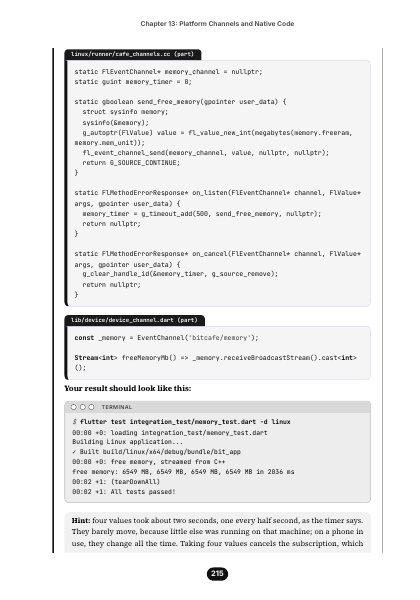 Chapter 13: Platform Channels and Native Code
linux/runner/cafe_channels.cc (part)
static FlEventChannel* memory_channel = nullptr;
static guint memory_timer = 0;
static gboolean send_free_memory(gpointer user_data) {
  struct sysinfo memory;
  sysinfo(&memory);
  g_autoptr(FlValue) value = fl_value_new_int(megabytes(memory.freeram,
memory.mem_unit));
  fl_event_channel_send(memory_channel, value, nullptr, nullptr);
  return G_SOURCE_CONTINUE;
}
static FlMethodErrorResponse* on_listen(FlEventChannel* channel, FlValue*
args, gpointer user_data) {
  memory_timer = g_timeout_add(500, send_free_memory, nullptr);
  return nullptr;
}
static FlMethodErrorResponse* on_cancel(FlEventChannel* channel, FlValue*
args, gpointer user_data) {
  g_clear_handle_id(&memory_timer, g_source_remove);
  return nullptr;
}
lib/device/device_channel.dart (part)
const _memory = EventChannel('bitcafe/memory');
Stream<int> freeMemoryMb() => _memory.receiveBroadcastStream().cast<int>
();
Your result should look like this:
TERMINAL
$ flutter test integration_test/memory_test.dart -d linux
00:00 +0: loading integration_test/memory_test.dart
Building Linux application...
✓ Built build/linux/x64/debug/bundle/bit_app
00:00 +0: free memory, streamed from C++
free memory: 6549 MB, 6549 MB, 6549 MB, 6549 MB in 2036 ms
00:02 +1: (tearDownAll)
00:02 +1: All tests passed!
Hint: four values took about two seconds, one every half second, as the timer says.
They barely move, because little else was running on that machine; on a phone in
use, they change all the time. Taking four values cancels the subscription, which
215